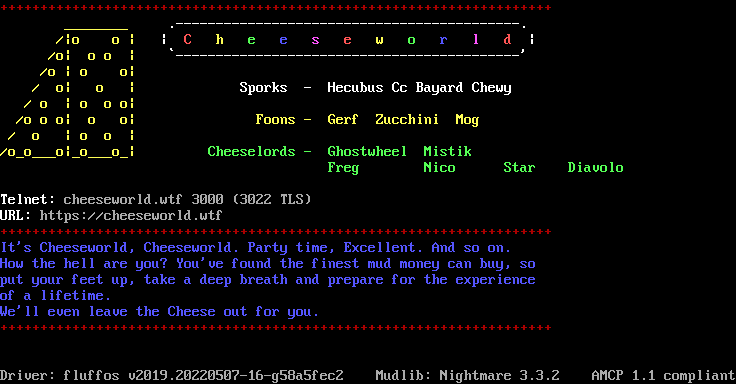 C h e e s e w o r l d
Sporks - Hecubus Cc Bayard Chewy
Foons - Gerf Zucchini Mog
Cheeselords - Ghostwheel Mistik
Freg Nico Star Diavolo
Telnet: cheeseworld.wtf 3000 (3022 TLS)
URL: https://cheeseworld.wtf
It's Cheeseworld, Cheeseworld. Party time, Excellent. And so on.
How the hell are you? You've found the finest mud money can buy, so
put your feet up, take a deep breath and prepare for the experience
of a lifetime.
We'll even leave the Cheese out for you.
Driver: fluffos v2019.20220507-16-g58a5fec2 Mudlib: Nightmare 3.3.2 AMCP 1.1 compliant